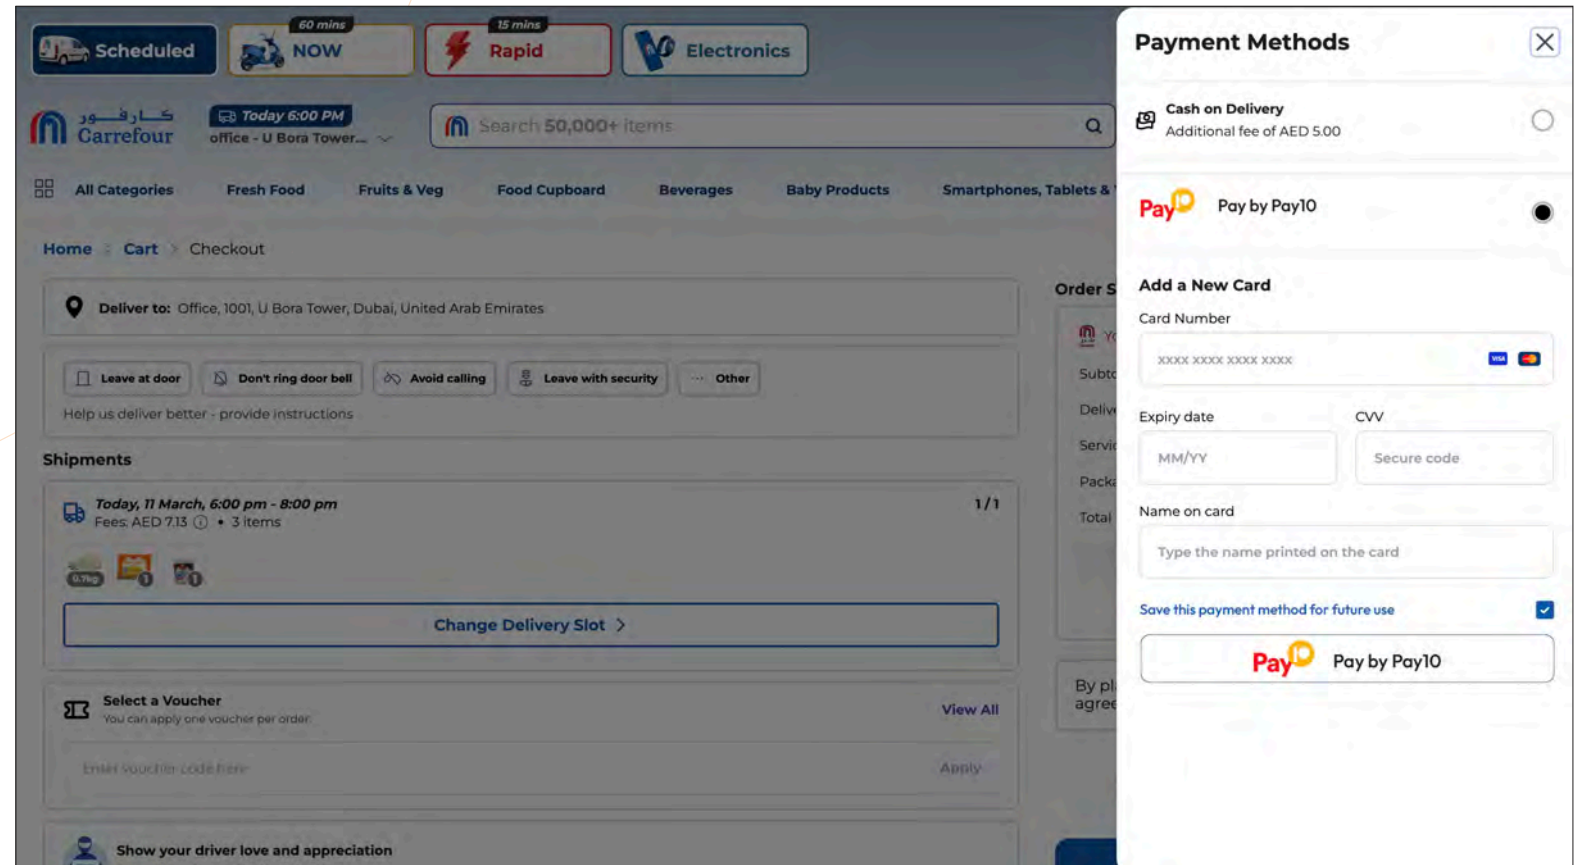 60 mins
15 mins
Scheduled
NOW
Rapid
Electronics
كارفور
Carrefour
Today 6:00 PM
office - U Bora Tower...
Search 50,000+ items
All Categories
Fresh Food
Fruits & Veg
Food Cupboard
Beverages
Baby Products
Smartphones, Tablets &
Home
Cart
Checkout
Deliver to: Office, 1001, U Bora Tower, Dubai, United Arab Emirates
Leave at door
Don't ring door bell
Avoid calling
Leave with security
Other
Help us deliver better - provide instructions
Shipments
Today, 11 March, 6:00 pm - 8:00 pm
1/1
Fees: AED 7.13 • 3 items
0.1kg
1
1
Change Delivery Slot >
Select a Voucher
You can apply one voucher per order.
View All
Enter voucher code here
Apply
Show your driver love and appreciation
Order S
Yo
Subto
Delive
Servic
Packa
Total
By pl
agree
Payment Methods
Cash on Delivery
Additional fee of AED 5.00
Pay10
Pay by Pay10
Add a New Card
Card Number
xxxx xxxx xxxx xxxx
VISA
Expiry date
CVV
MM/YY
Secure code
Name on card
Type the name printed on the card
Save this payment method for future use
Pay10
Pay by Pay10